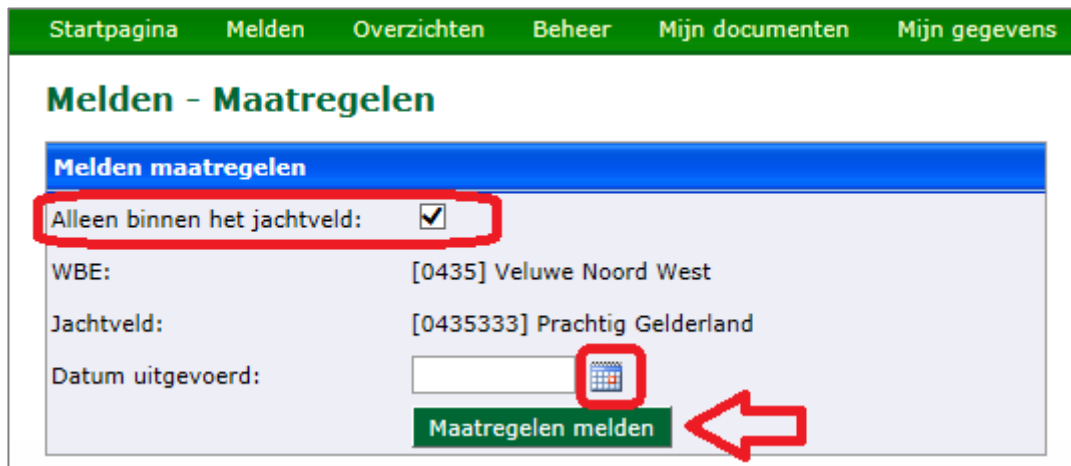 Startpagina Melden Overzichten Beheer Mijn documenten Mijn gegevens
Melden - Maatregelen
Melden maatregelen
Alleen binnen het jachtveld:
WBE: [0435] Veluwe Noord West
Jachtveld: [0435333] Prachtig Gelderland
Datum uitgevoerd:
Maatregelen melden